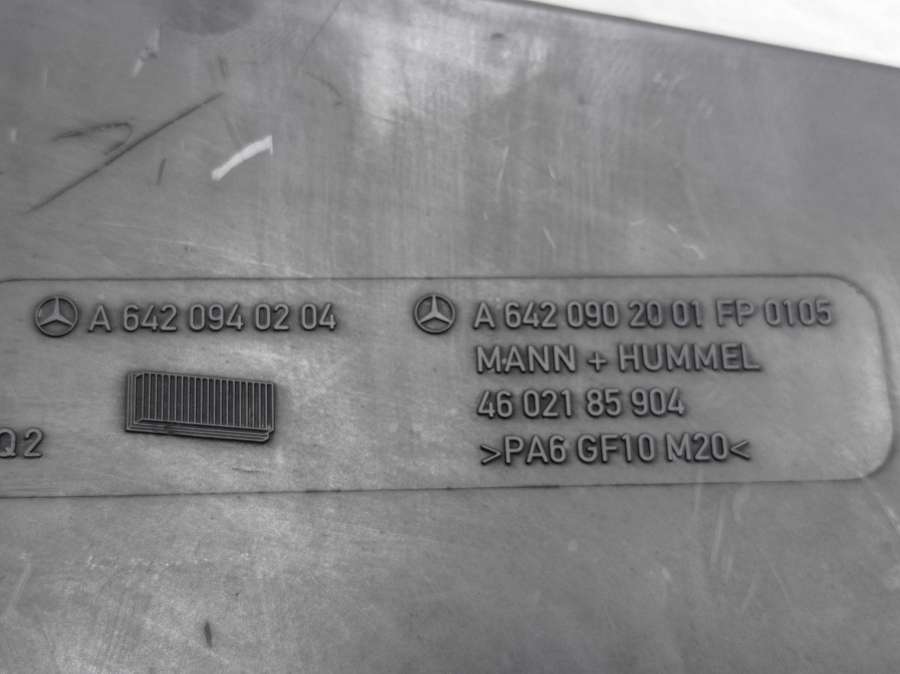 A 642 094 02 04
Q2
A 642 090 20 01 FP 0105
MANN + HUMMEL
46 021 85 904
>PA6 GF10 M20<